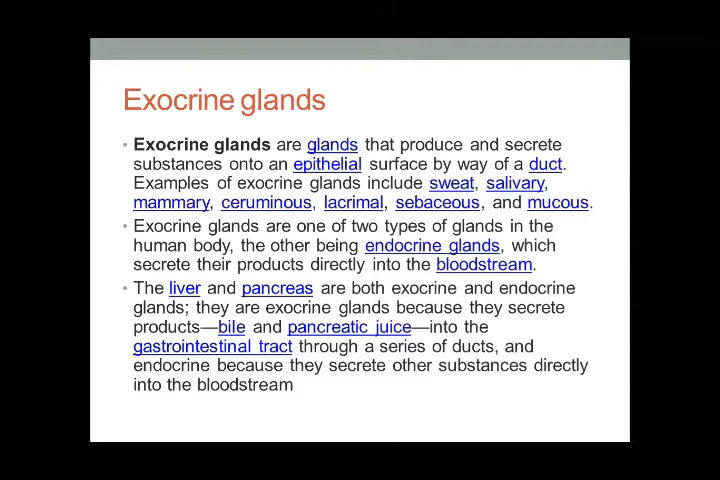 Exocrine glands
• Exocrine glands are glands that produce and secrete
substances onto an epithelial surface by way of a duct.
Examples of exocrine glands include sweat, salivary,
mammary, ceruminous, lacrimal, sebaceous, and mucous.
• Exocrine glands are one of two types of glands in the
human body, the other being endocrine glands, which
secrete their products directly into the bloodstream.
• The liver and pancreas are both exocrine and endocrine
glands; they are exocrine glands because they secrete
products—bile and pancreatic juice—into the
gastrointestinal tract through a series of ducts, and
endocrine because they secrete other substances directly
into the bloodstream